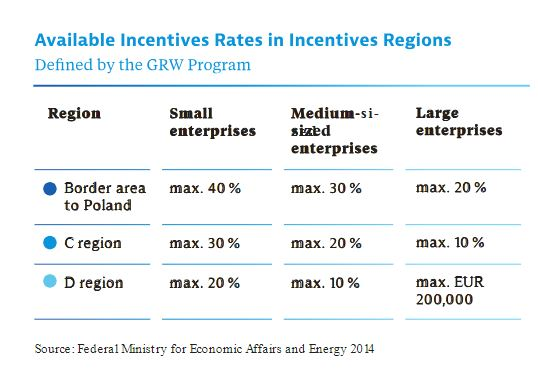 Available Incentives Rates in Incentives Regions
Defined by the GRW Program
Region Small enterprises Medium-si- sized enterprises Large enterprises
Border area to Poland max. 40 % max. 30 % max. 20 %
C region max. 30 % max. 20 % max. 10 %
D region max. 20 % max. 10 % max. EUR 200,000
Source: Federal Ministry for Economic Affairs and Energy 2014